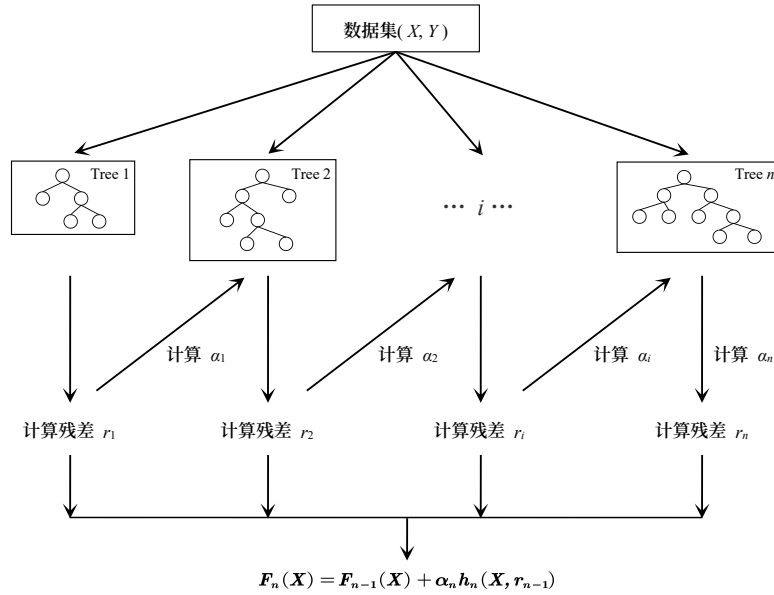 数据集( X, Y )
Tree 1
Tree 2
··· i ···
Tree n
计算 α₁
计算 α₂
计算 αᵢ
计算 αₙ
计算残差 r₁
计算残差 r₂
计算残差 rᵢ
计算残差 rₙ
Fₙ(X) = Fₙ₋₁(X) + αₙhₙ(X, rₙ₋₁)